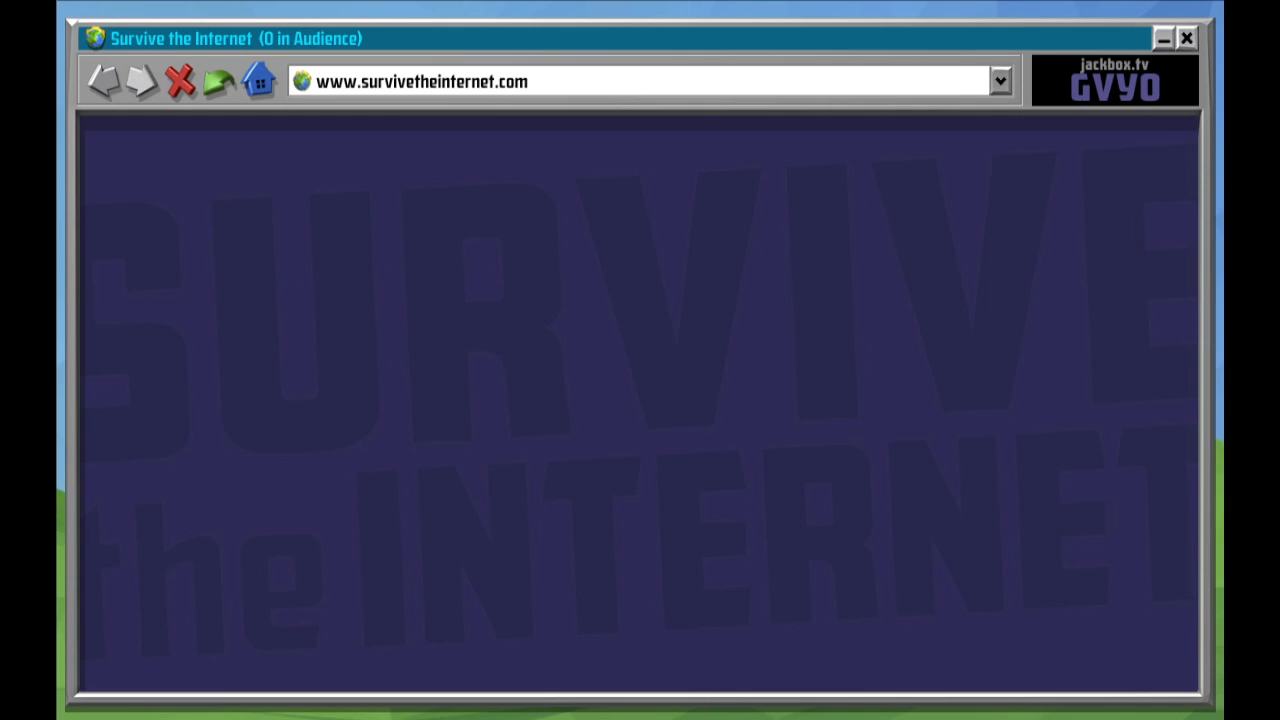 Survive the Internet (0 in Audience)
www.survivetheinternet.com
jackbox.tv
GVYO
SURVIVE
the INTERNET